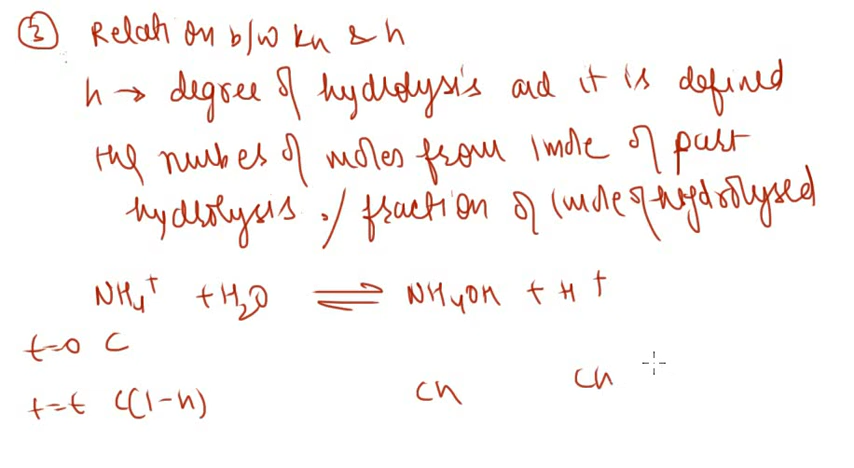 ③ Relation b/w kh & h
h → degree of hydrolysis and it is defined
the number of moles from 1 mole of part
hydrolysis / fraction of 1 mole of hydrolysed
NH₄⁺ + H₂O ⇌ NH₄OH + H⁺
t=0 C
t=t C(1-h) Ch Ch